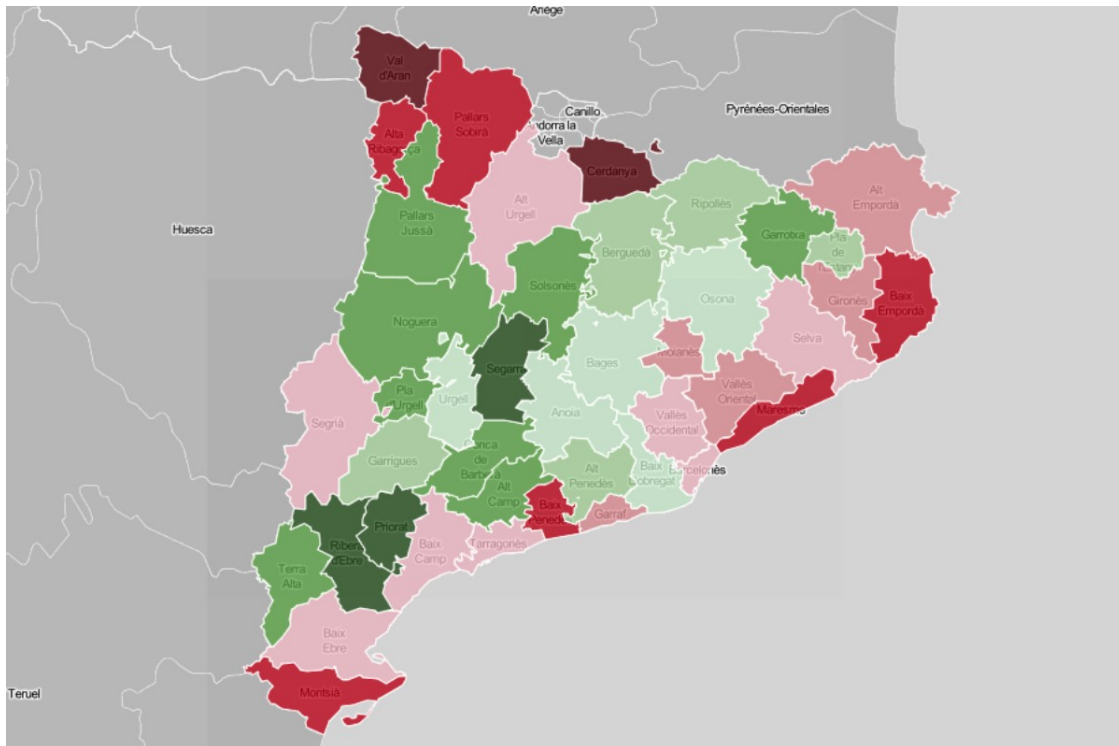 Ariège
Val
d'Aran
Canillo
Andorra la
Vella
Pyrénées-Orientales
Pallars
Sobirà
Alta
Ribagorça
Cerdanya
Alt
Urgell
Ripollès
Alt
Empordà
Huesca
Pallars
Jussà
Berguedà
Garrotxa
Pla
de
l'Estany
Solsonès
Osona
Gironès
Baix
Empordà
Noguera
Selva
Segarra
Bages
Moianès
Pla
d'Urgell
Urgell
Vallès
Oriental
Maresme
Segrià
Anoia
Vallès
Occidental
Garrigues
Conca
de
Barberà
Alt
Penedès
Baix
Llobregat
Barcelonès
Alt
Camp
Baix
Penedès
Garraf
Priorat
Ribera
d'Ebre
Baix
Camp
Tarragonès
Terra
Alta
Baix
Ebre
Montsià
Teruel